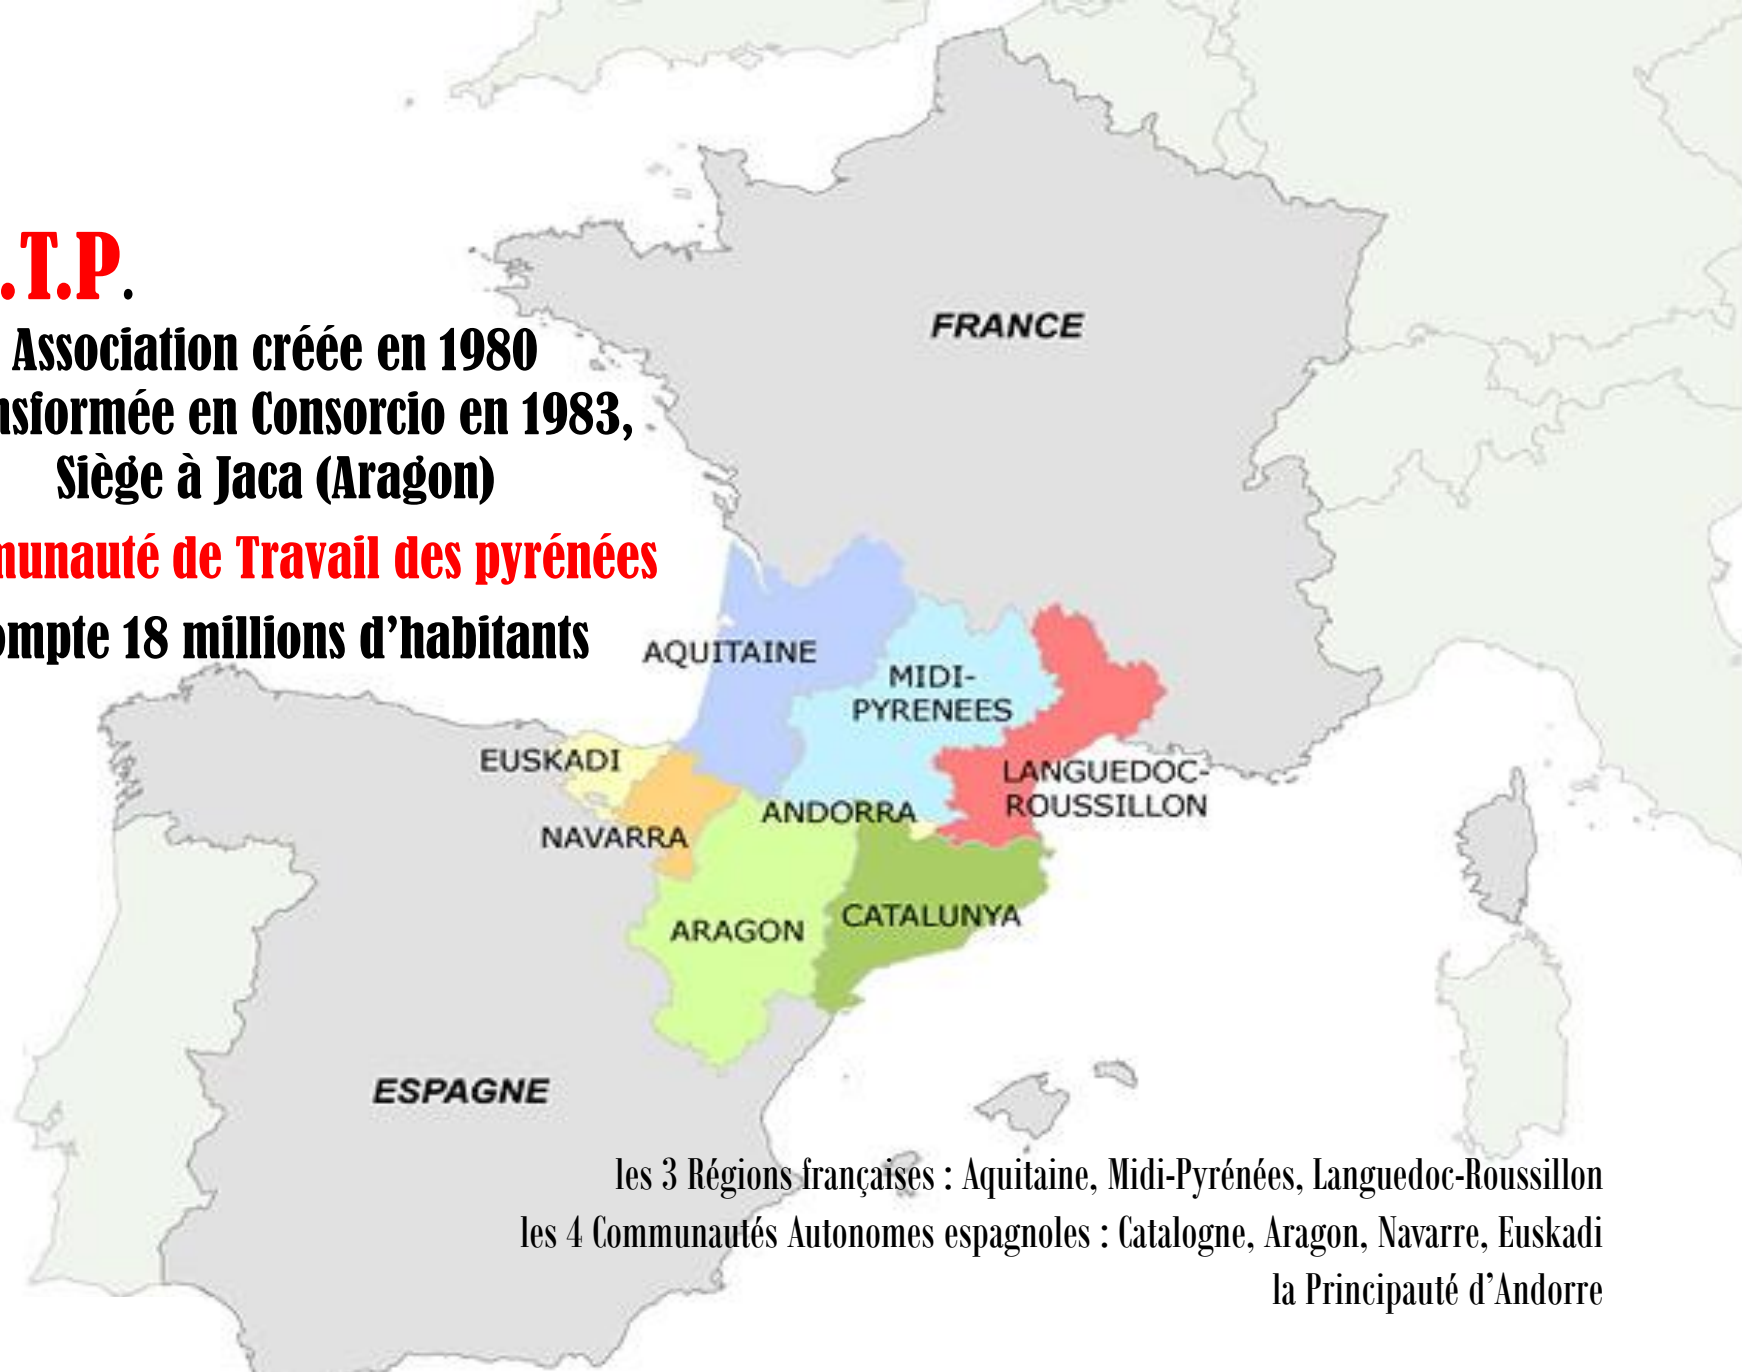 .T.P.
Association créée en 1980
nsformée en Consorcio en 1983,
Siège à Jaca (Aragon)
munauté de Travail des pyrénées
ompte 18 millions d’habitants
FRANCE
AQUITAINE
MIDI-
PYRENEES
EUSKADI
LANGUEDOC-
ROUSSILLON
ANDORRA
NAVARRA
CATALUNYA
ARAGON
ESPAGNE
les 3 Régions françaises : Aquitaine, Midi-Pyrénées, Languedoc-Roussillon
les 4 Communautés Autonomes espagnoles : Catalogne, Aragon, Navarre, Euskadi
la Principauté d’Andorre